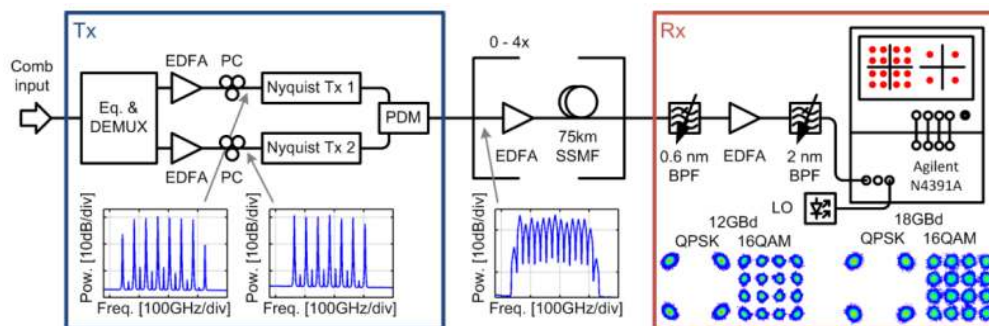 Tx
Comb
input
Eq. &
DEMUX
EDFA PC
Nyquist Tx 1
EDFA PC
Nyquist Tx 2
PDM
0 - 4x
EDFA
75km
SSMF
Rx
0.6 nm
BPF
EDFA
2 nm
BPF
Agilent
N4391A
LO
Pow. [10dB/div]
Freq. [100GHz/div]
Pow. [10dB/div]
Freq. [100GHz/div]
Pow. [10dB/div]
Freq. [100GHz/div]
12GBd
QPSK 16QAM
18GBd
QPSK 16QAM